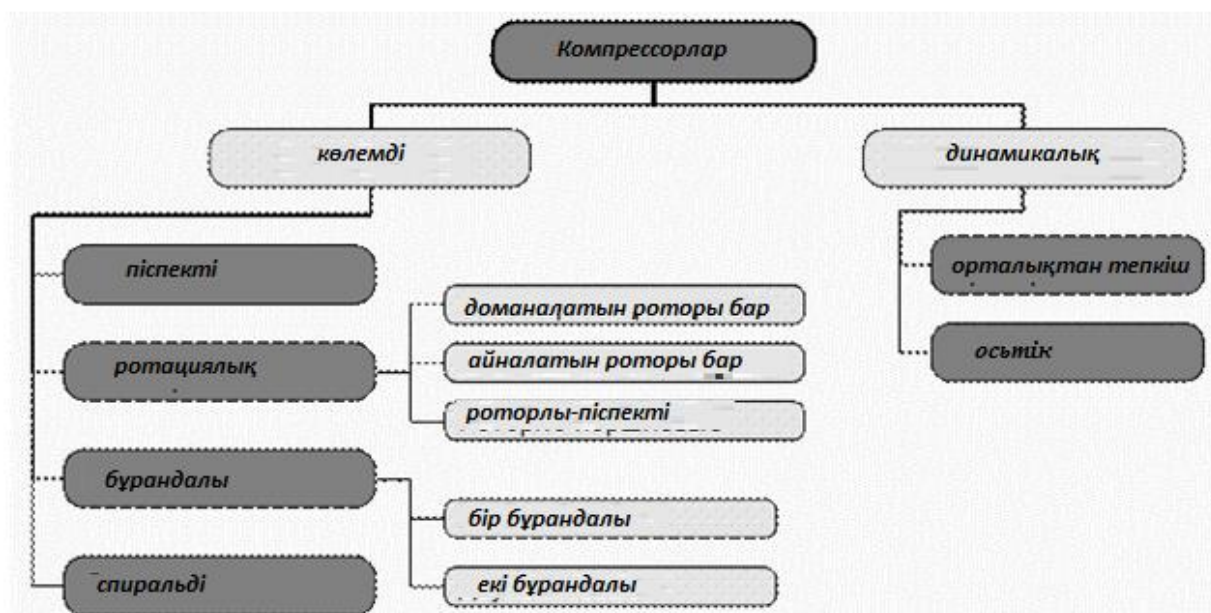 Компрессорлар
көлемді
динамикалық
піспекті
ротациялық
бұрандалы
спиральді
доманалатын роторы бар
айналатын роторы бар
роторлы-піспекті
бір бұрандалы
екі бұрандалы
орталықтан тепкіш
осьтік